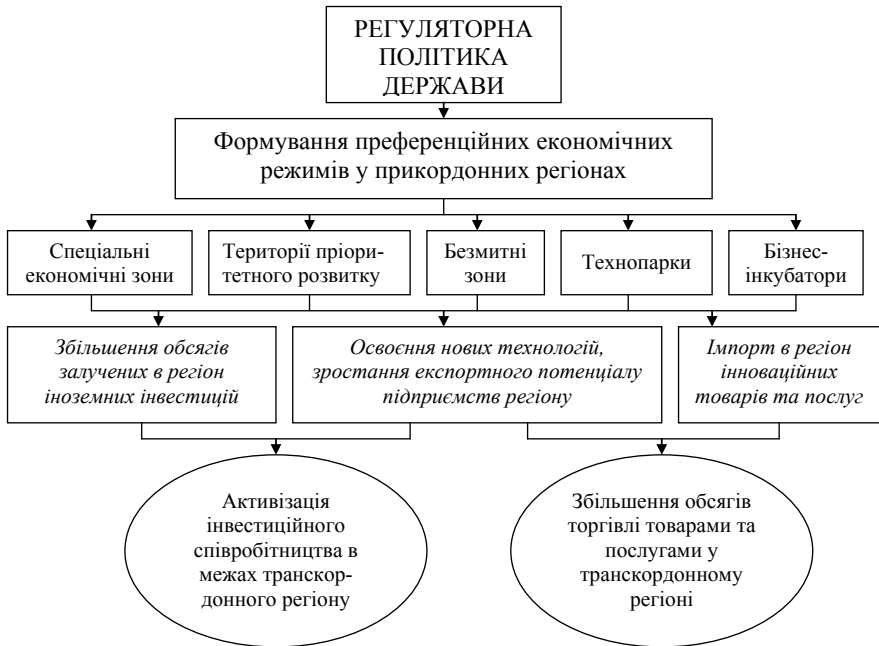 РЕГУЛЯТОРНА
ПОЛІТИКА
ДЕРЖАВИ
Формування преференційних економічних
режимів у прикордонних регіонах
Спеціальні
економічні зони
Території пріори-
тетного розвитку
Безмитні
зони
Технопарки
Бізнес-
інкубатори
Збільшення обсягів
залучених в регіон
іноземних інвестицій
Освоєння нових технологій,
зростання експортного потенціалу
підприємств регіону
Імпорт в регіон
інноваційних
товарів та послуг
Активізація
інвестиційного
співробітництва в
межах транскор-
донного регіону
Збільшення обсягів
торгівлі товарами та
послугами у
транскордонному
регіоні